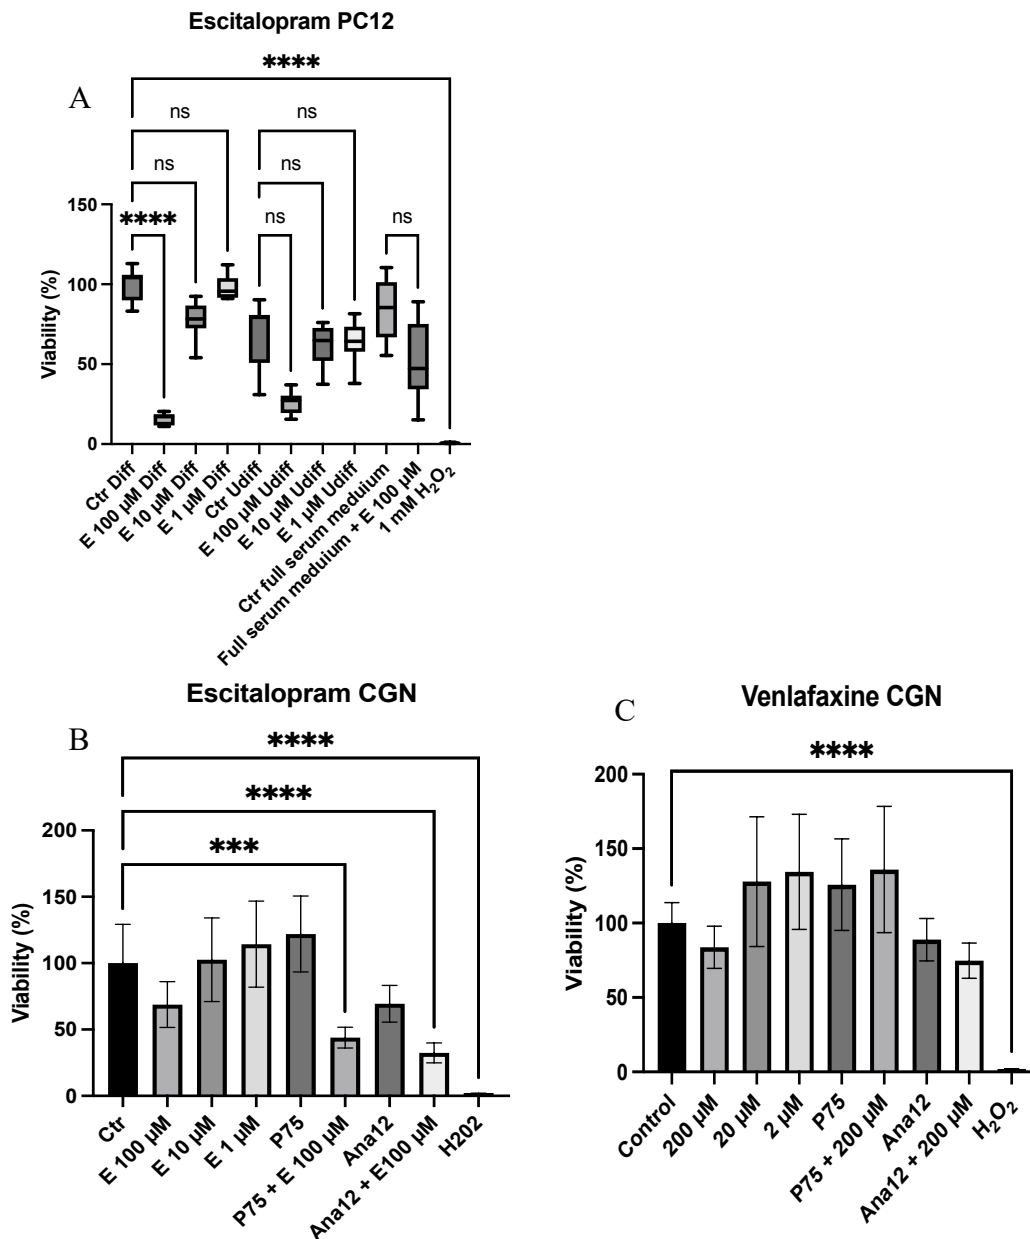 Escitalopram PC12
A
****
ns
ns
ns
ns
****
ns
ns
Viability (%)
150
100
50
0
Ctr Diff
E 100 µM Diff
E 10 µM Diff
E 1 µM Diff
Ctr Udiff
E 100 µM Udiff
E 10 µM Udiff
E 1 µM Udiff
Ctr full serum meduium
Full serum meduium + E 100 µM
1 mM H₂O₂
Escitalopram CGN
B
****
****
***
Viability (%)
200
150
100
50
0
Ctr
E 100 µM
E 10 µM
E 1 µM
P75
P75 + E 100 µM
Ana12
Ana12 + E100 µM
H202
Venlafaxine CGN
C
****
Viability (%)
200
150
100
50
0
Control
200 µM
20 µM
2 µM
P75
P75 + 200 µM
Ana12
Ana12 + 200 µM
H₂O₂